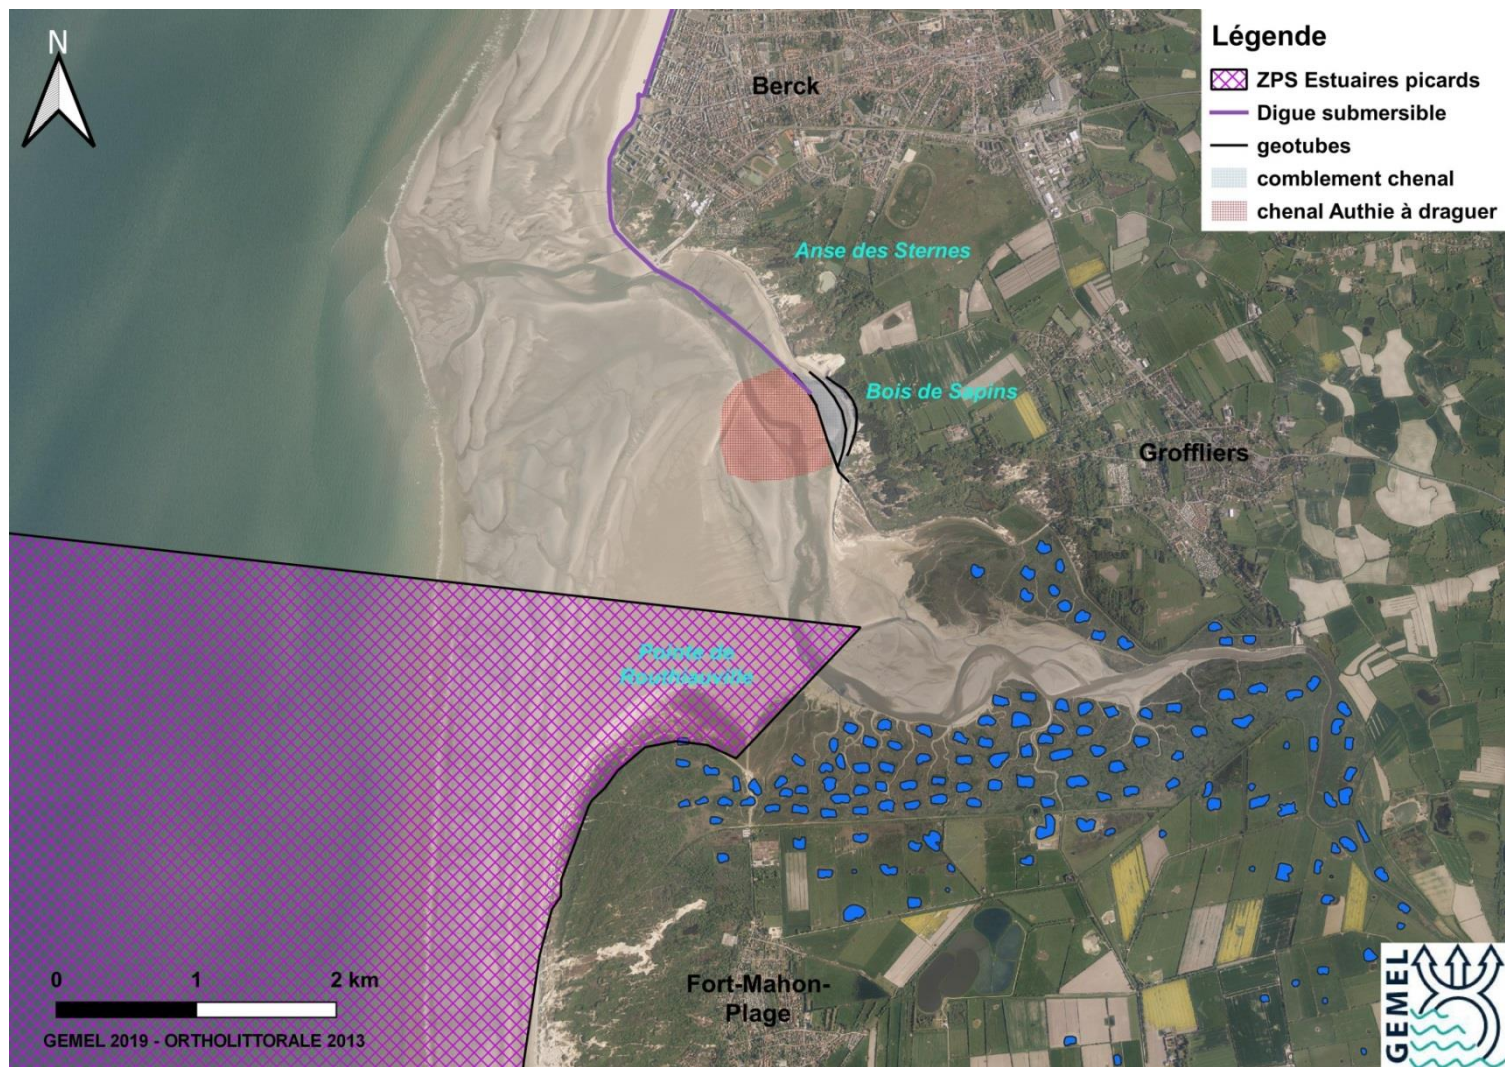 N
Légende
ZPS Estuaires picards
Digue submersible
geotubes
comblement chenal
chenal Authie à draguer
Berck
Anse des Sternes
Bois de Sapins
Groffliers
Pointe de
Routhiauville
Fort-Mahon-
Plage
0 1 2 km
GEMEL 2019 - ORTHOLITTORALE 2013
GEMEL